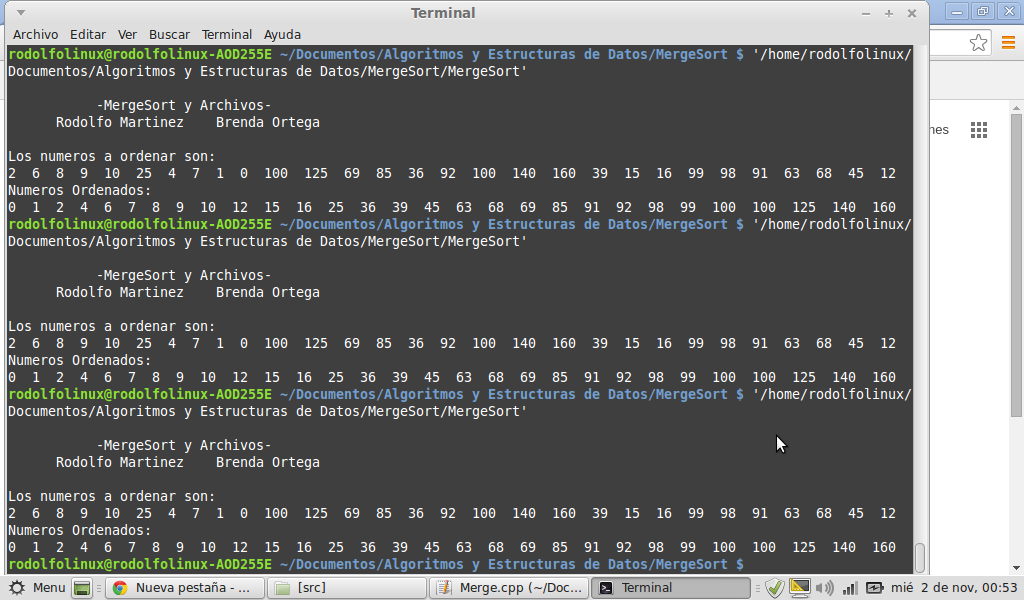 Terminal
Archivo Editar Ver Buscar Terminal Ayuda
rodolfolinux@rodolfolinux-AOD255E ~/Documentos/Algoritmos y Estructuras de Datos/MergeSort $ '/home/rodolfolinux/
Documentos/Algoritmos y Estructuras de Datos/MergeSort/MergeSort'
-MergeSort y Archivos-
Rodolfo Martinez Brenda Ortega
Los numeros a ordenar son:
2 6 8 9 10 25 4 7 1 0 100 125 69 85 36 92 100 140 160 39 15 16 99 98 91 63 68 45 12
Numeros Ordenados:
0 1 2 4 6 7 8 9 10 12 15 16 25 36 39 45 63 68 69 85 91 92 98 99 100 100 125 140 160
rodolfolinux@rodolfolinux-AOD255E ~/Documentos/Algoritmos y Estructuras de Datos/MergeSort $ '/home/rodolfolinux/
Documentos/Algoritmos y Estructuras de Datos/MergeSort/MergeSort'
-MergeSort y Archivos-
Rodolfo Martinez Brenda Ortega
Los numeros a ordenar son:
2 6 8 9 10 25 4 7 1 0 100 125 69 85 36 92 100 140 160 39 15 16 99 98 91 63 68 45 12
Numeros Ordenados:
0 1 2 4 6 7 8 9 10 12 15 16 25 36 39 45 63 68 69 85 91 92 98 99 100 100 125 140 160
rodolfolinux@rodolfolinux-AOD255E ~/Documentos/Algoritmos y Estructuras de Datos/MergeSort $ '/home/rodolfolinux/
Documentos/Algoritmos y Estructuras de Datos/MergeSort/MergeSort'
-MergeSort y Archivos-
Rodolfo Martinez Brenda Ortega
Los numeros a ordenar son:
2 6 8 9 10 25 4 7 1 0 100 125 69 85 36 92 100 140 160 39 15 16 99 98 91 63 68 45 12
Numeros Ordenados:
0 1 2 4 6 7 8 9 10 12 15 16 25 36 39 45 63 68 69 85 91 92 98 99 100 100 125 140 160
rodolfolinux@rodolfolinux-AOD255E ~/Documentos/Algoritmos y Estructuras de Datos/MergeSort $
nes
Menu Nueva pestaña - ... [src] Merge.cpp (~/Doc... Terminal mié 2 de nov, 00:53